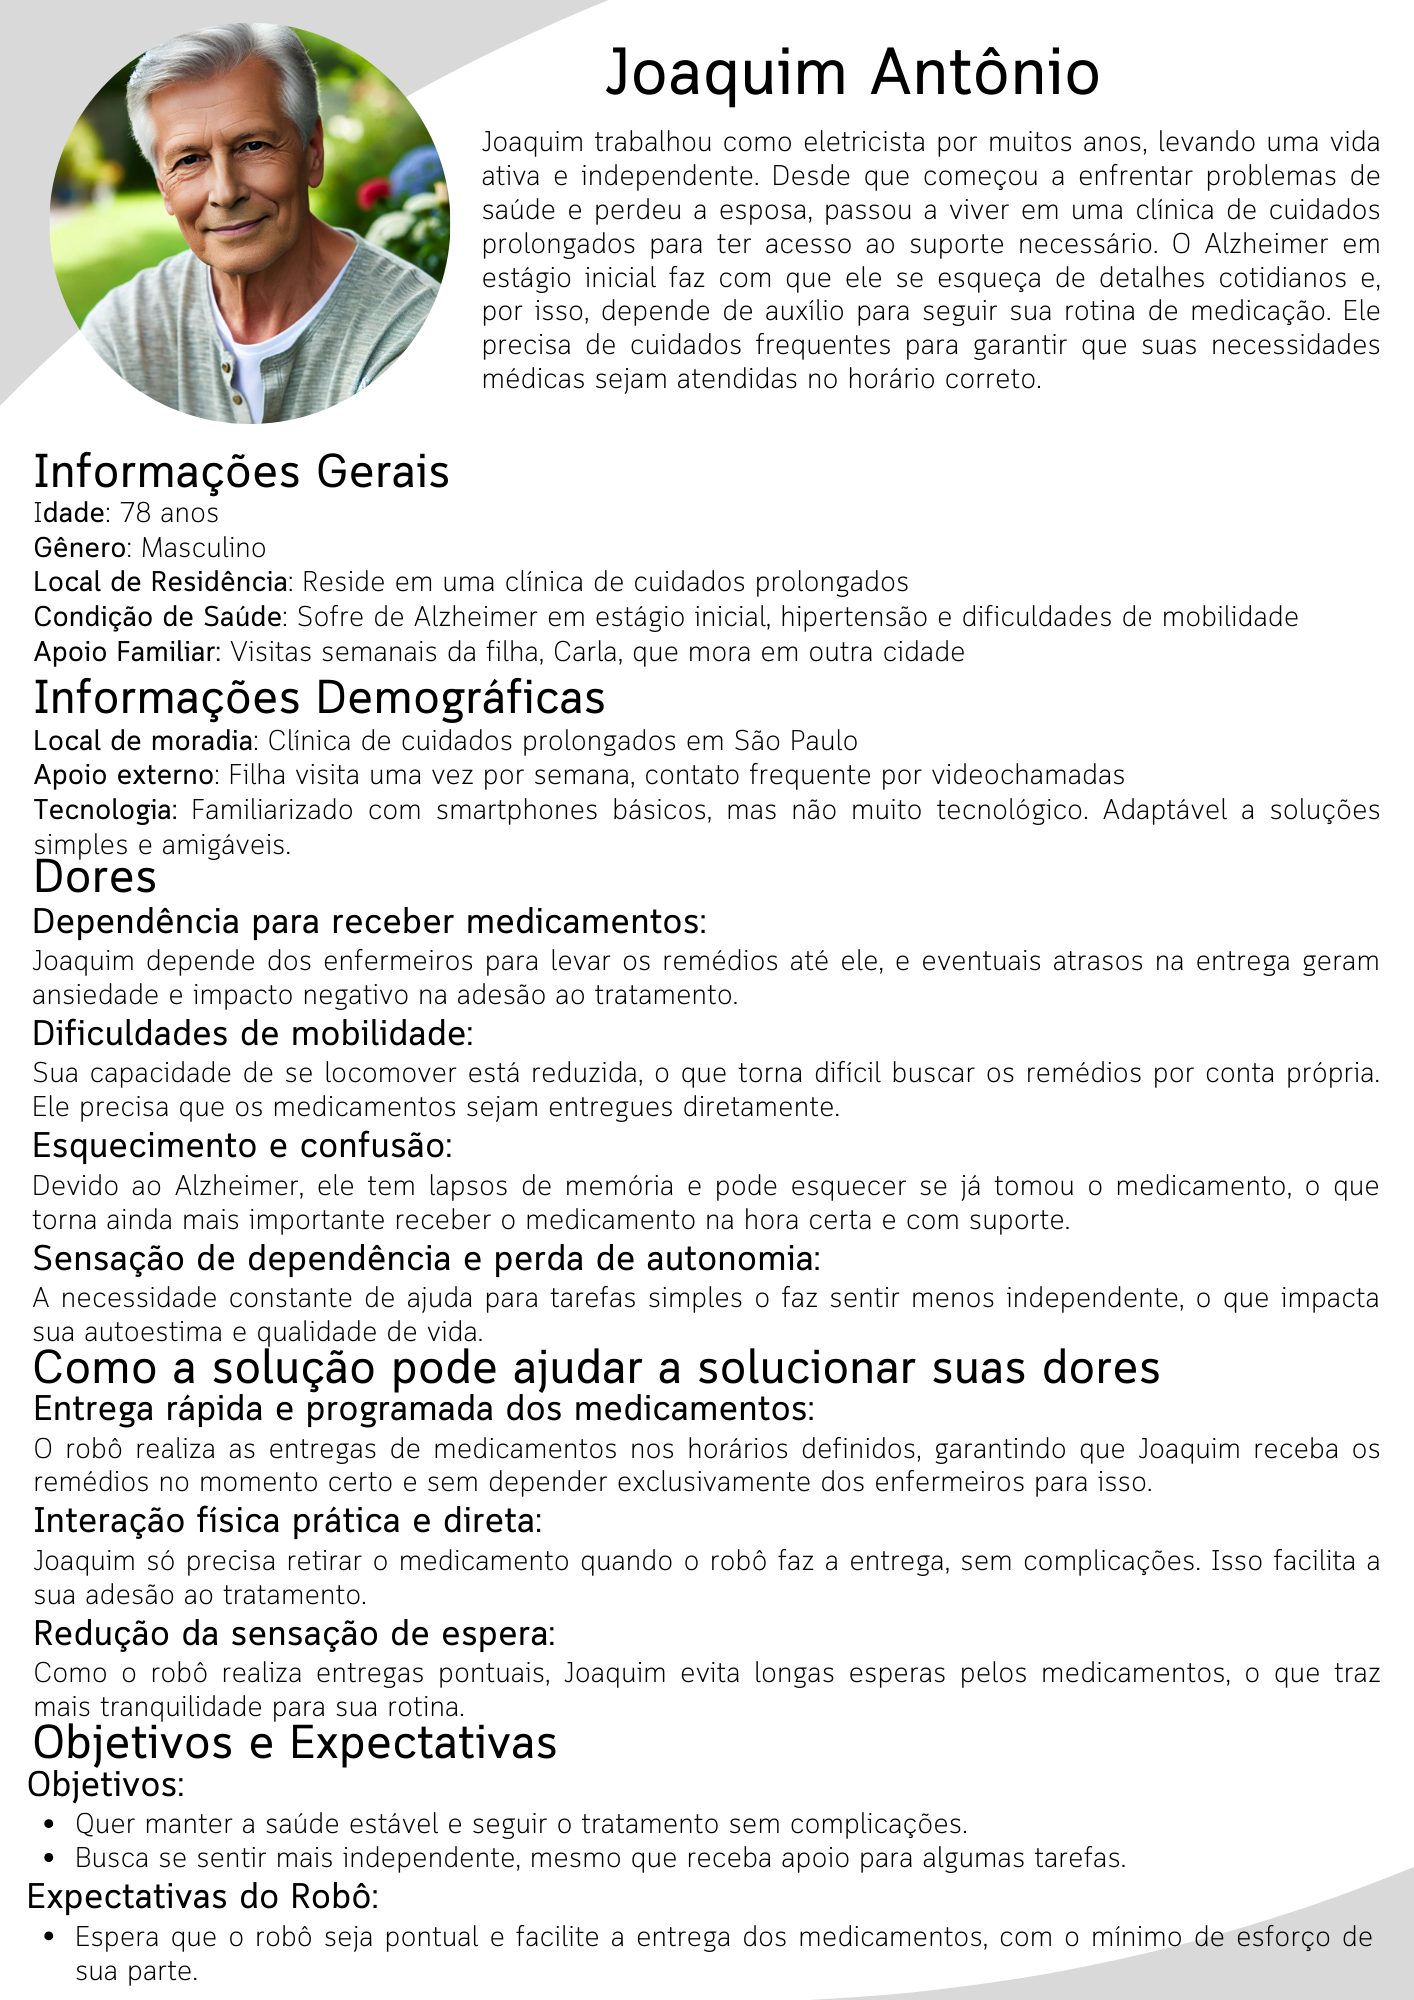 Joaquim Antônio
Joaquim trabalhou como eletricista por muitos anos, levando uma vida
ativa e independente. Desde que começou a enfrentar problemas de
saúde e perdeu a esposa, passou a viver em uma clínica de cuidados
prolongados para ter acesso ao suporte necessário. O Alzheimer em
estágio inicial faz com que ele se esqueça de detalhes cotidianos e,
por isso, depende de auxílio para seguir sua rotina de medicação. Ele
precisa de cuidados frequentes para garantir que suas necessidades
médicas sejam atendidas no horário correto.
Informações Gerais
Idade: 78 anos
Gênero: Masculino
Local de Residência: Reside em uma clínica de cuidados prolongados
Condição de Saúde: Sofre de Alzheimer em estágio inicial, hipertensão e dificuldades de mobilidade
Apoio Familiar: Visitas semanais da filha, Carla, que mora em outra cidade
Informações Demográficas
Local de moradia: Clínica de cuidados prolongados em São Paulo
Apoio externo: Filha visita uma vez por semana, contato frequente por videochamadas
Tecnologia: Familiarizado com smartphones básicos, mas não muito tecnológico. Adaptável a soluções
simples e amigáveis.
Dores
Dependência para receber medicamentos:
Joaquim depende dos enfermeiros para levar os remédios até ele, e eventuais atrasos na entrega geram
ansiedade e impacto negativo na adesão ao tratamento.
Dificuldades de mobilidade:
Sua capacidade de se locomover está reduzida, o que torna difícil buscar os remédios por conta própria.
Ele precisa que os medicamentos sejam entregues diretamente.
Esquecimento e confusão:
Devido ao Alzheimer, ele tem lapsos de memória e pode esquecer se já tomou o medicamento, o que
torna ainda mais importante receber o medicamento na hora certa e com suporte.
Sensação de dependência e perda de autonomia:
A necessidade constante de ajuda para tarefas simples o faz sentir menos independente, o que impacta
sua autoestima e qualidade de vida.
Como a solução pode ajudar a solucionar suas dores
Entrega rápida e programada dos medicamentos:
O robô realiza as entregas de medicamentos nos horários definidos, garantindo que Joaquim receba os
remédios no momento certo e sem depender exclusivamente dos enfermeiros para isso.
Interação física prática e direta:
Joaquim só precisa retirar o medicamento quando o robô faz a entrega, sem complicações. Isso facilita a
sua adesão ao tratamento.
Redução da sensação de espera:
Como o robô realiza entregas pontuais, Joaquim evita longas esperas pelos medicamentos, o que traz
mais tranquilidade para sua rotina.
Objetivos e Expectativas
Objetivos:
• Quer manter a saúde estável e seguir o tratamento sem complicações.
• Busca se sentir mais independente, mesmo que receba apoio para algumas tarefas.
Expectativas do Robô:
• Espera que o robô seja pontual e facilite a entrega dos medicamentos, com o mínimo de esforço de
sua parte.